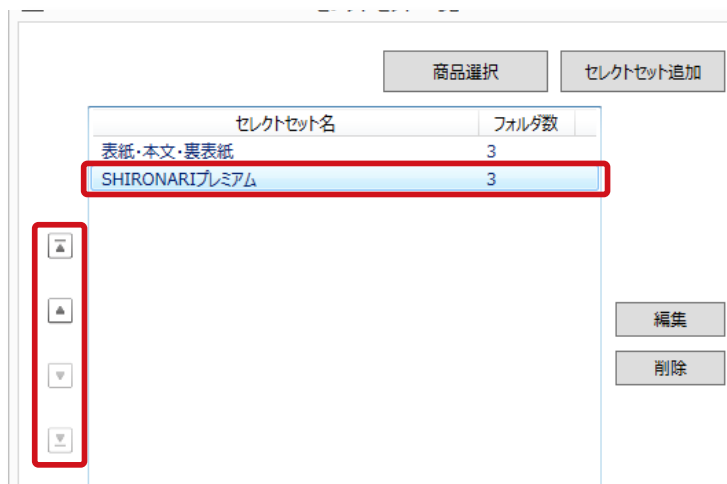 商品選択 セレクトセット追加
セレクトセット名 フォルダ数
表紙・本文・裏表紙 3
SHIRONARIプレミアム 3
編集
削除